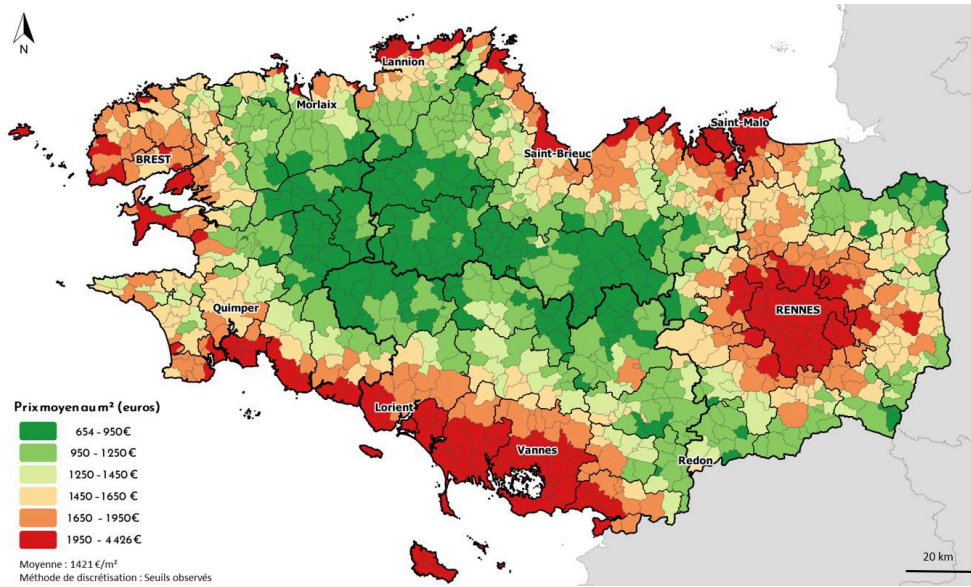 N
Lannion
Morlaix
Saint-Malo
BREST
Saint-Brieuc
RENNES
Quimper
Lorient
Vannes
Redon
Prix moyen au m² (euros)
654 - 950€
950 - 1250€
1250 - 1450€
1450 - 1650€
1650 - 1950€
1950 - 4 426€
Moyenne : 1421 €/m²
Méthode de discrétisation : Seuils observés
20 km